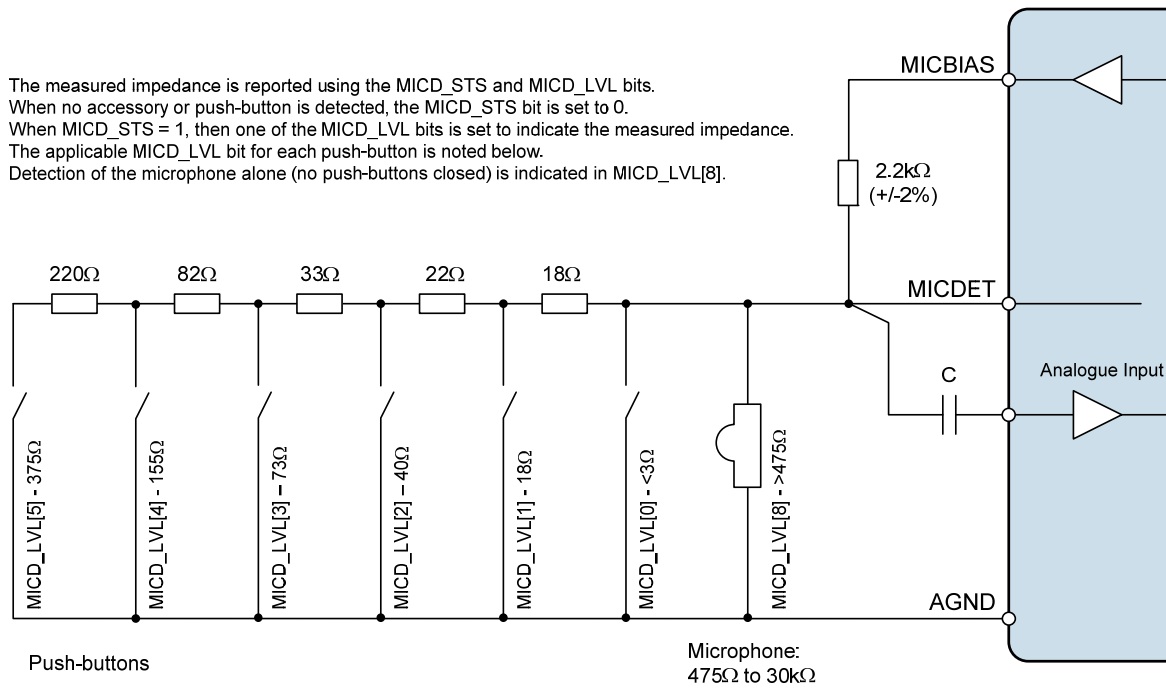 The measured impedance is reported using the MICD_STS and MICD_LVL bits.
When no accessory or push-button is detected, the MICD_STS bit is set to 0.
When MICD_STS = 1, then one of the MICD_LVL bits is set to indicate the measured impedance.
The applicable MICD_LVL bit for each push-button is noted below.
Detection of the microphone alone (no push-buttons closed) is indicated in MICD_LVL[8].
MICBIAS
2.2kΩ
(+/-2%)
220Ω
82Ω
33Ω
22Ω
18Ω
MICDET
C
Analogue Input
MICD_LVL[5] - 375Ω
MICD_LVL[4] - 155Ω
MICD_LVL[3] – 73Ω
MICD_LVL[2] – 40Ω
MICD_LVL[1] - 18Ω
MICD_LVL[0] - <3Ω
MICD_LVL[8] - >475Ω
AGND
Push-buttons
Microphone:
475Ω to 30kΩ